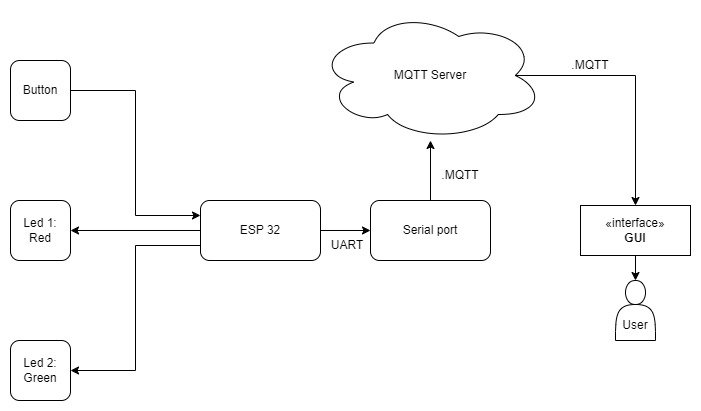 Button
Led 1:
Red
Led 2:
Green
ESP 32
UART
Serial port
.MQTT
MQTT Server
.MQTT
«interface»
GUI
User